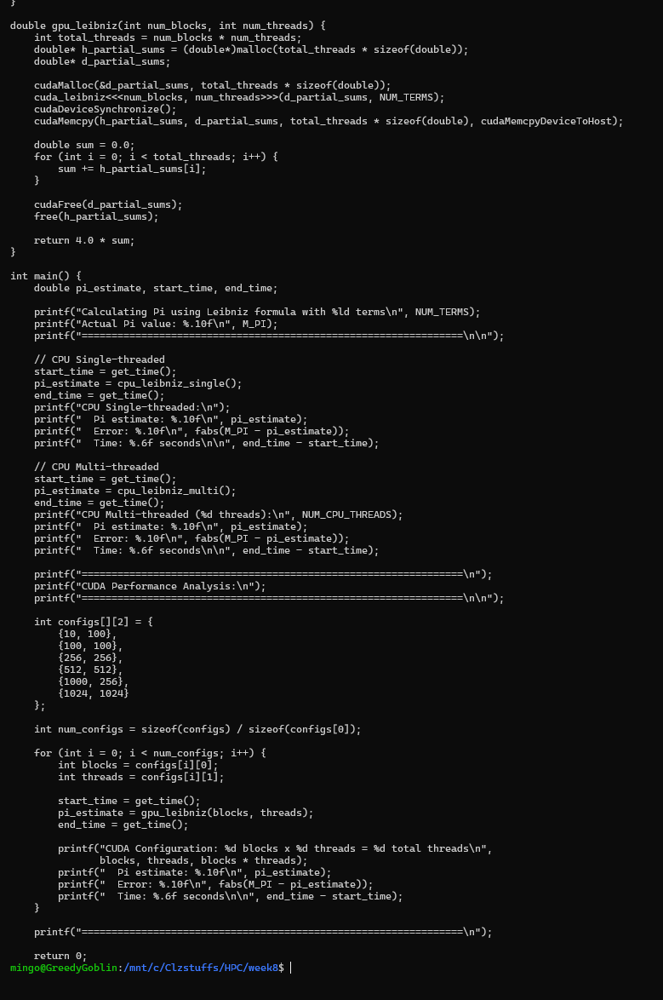 }
double gpu_leibniz(int num_blocks, int num_threads) {
    int total_threads = num_blocks * num_threads;
    double* h_partial_sums = (double*)malloc(total_threads * sizeof(double));
    double* d_partial_sums;
    cudaMalloc(&d_partial_sums, total_threads * sizeof(double));
    cuda_leibniz<<<num_blocks, num_threads>>>(d_partial_sums, NUM_TERMS);
    cudaDeviceSynchronize();
    cudaMemcpy(h_partial_sums, d_partial_sums, total_threads * sizeof(double), cudaMemcpyDeviceToHost);
    double sum = 0.0;
    for (int i = 0; i < total_threads; i++) {
        sum += h_partial_sums[i];
    }
    cudaFree(d_partial_sums);
    free(h_partial_sums);
    return 4.0 * sum;
}
int main() {
    double pi_estimate, start_time, end_time;
    printf("Calculating Pi using Leibniz formula with %ld terms\n", NUM_TERMS);
    printf("Actual Pi value: %.10f\n", M_PI);
    printf("================================================================\n\n");
    // CPU Single-threaded
    start_time = get_time();
    pi_estimate = cpu_leibniz_single();
    end_time = get_time();
    printf("CPU Single-threaded:\n");
    printf("  Pi estimate: %.10f\n", pi_estimate);
    printf("  Error: %.10f\n", fabs(M_PI - pi_estimate));
    printf("  Time: %.6f seconds\n\n", end_time - start_time);
    // CPU Multi-threaded
    start_time = get_time();
    pi_estimate = cpu_leibniz_multi();
    end_time = get_time();
    printf("CPU Multi-threaded (%d threads):\n", NUM_CPU_THREADS);
    printf("  Pi estimate: %.10f\n", pi_estimate);
    printf("  Error: %.10f\n", fabs(M_PI - pi_estimate));
    printf("  Time: %.6f seconds\n\n", end_time - start_time);
    printf("================================================================\n");
    printf("CUDA Performance Analysis:\n");
    printf("================================================================\n\n");
    int configs[][2] = {
        {10, 100},
        {100, 100},
        {256, 256},
        {512, 512},
        {1000, 256},
        {1024, 1024}
    };
    int num_configs = sizeof(configs) / sizeof(configs[0]);
    for (int i = 0; i < num_configs; i++) {
        int blocks = configs[i][0];
        int threads = configs[i][1];
        start_time = get_time();
        pi_estimate = gpu_leibniz(blocks, threads);
        end_time = get_time();
        printf("CUDA Configuration: %d blocks x %d threads = %d total threads\n",
               blocks, threads, blocks * threads);
        printf("  Pi estimate: %.10f\n", pi_estimate);
        printf("  Error: %.10f\n", fabs(M_PI - pi_estimate));
        printf("  Time: %.6f seconds\n\n", end_time - start_time);
    }
    printf("================================================================\n");
    return 0;
mingo@GreedyGoblin:/mnt/c/Clzstuffs/HPC/week8$